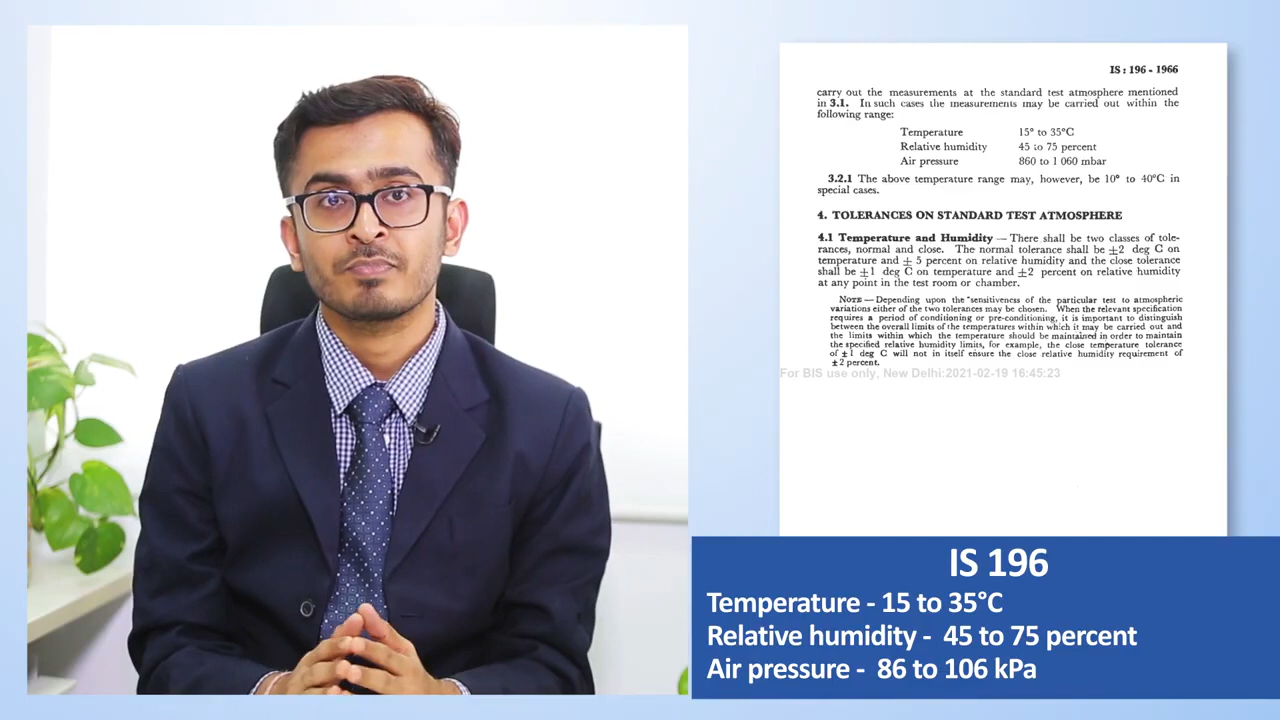 IS : 196 - 1966
carry out the measurements at the standard test atmosphere mentioned
in 3.1. In such cases the measurements may be carried out within the
following range:
Temperature 15° to 35°C
Relative humidity 45 to 75 percent
Air pressure 860 to 1 060 mbar
3.2.1 The above temperature range may, however, be 10° to 40°C in
special cases.
4. TOLERANCES ON STANDARD TEST ATMOSPHERE
4.1 Temperature and Humidity — There shall be two classes of tole-
rances, normal and close. The normal tolerance shall be ±2 deg C on
temperature and ± 5 percent on relative humidity and the close tolerance
shall be ±1 deg C on temperature and ±2 percent on relative humidity
at any point in the test room or chamber.
NOTE — Depending upon the sensitiveness of the particular test to atmospheric
variations either of the two tolerances may be chosen. When the relevant specification
requires a period of conditioning or pre-conditioning, it is important to distinguish
between the overall limits of the temperatures within which it may be carried out and
the limits within which the temperature should be maintained in order to maintain
the specified relative humidity limits, for example, the close temperature tolerance
of ±1 deg C will not in itself ensure the close relative humidity requirement of
±2 percent.
For BIS use only, New Delhi:2021-02-19 16:45:23
IS 196
Temperature - 15 to 35°C
Relative humidity - 45 to 75 percent
Air pressure - 86 to 106 kPa